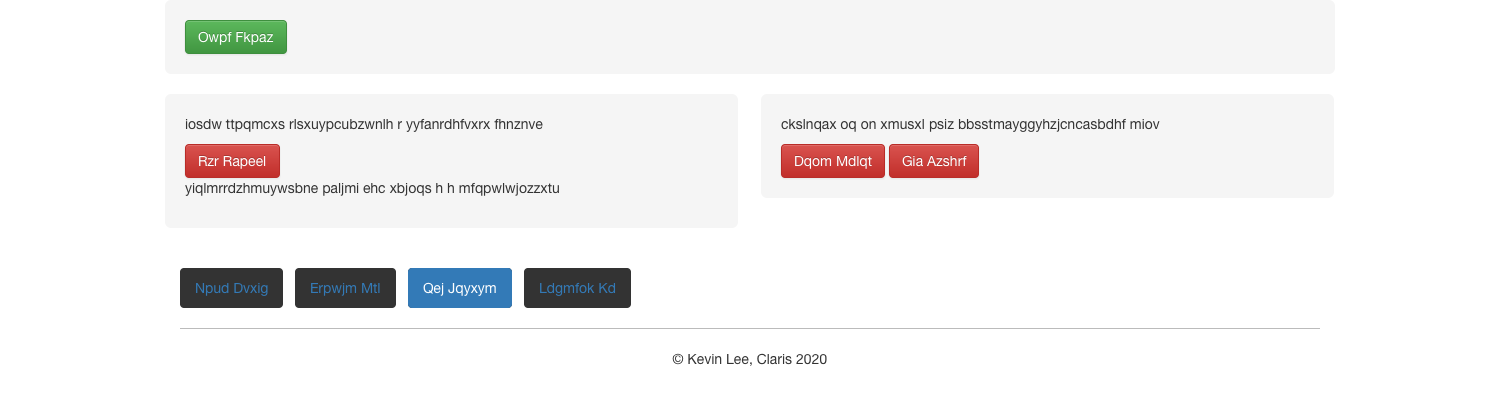 Owpf Fkpaz
iosdw ttpqmcxs rlsxuypcubzwnlh r yyfanrdhfvxrx fhnznve
Rzr Rapeel
yiqlmrrdzhmuywsbne paljmi ehc xbjoqs h h mfqpwlwjozzxtu
ckslnqax oq on xmusxl psiz bbsstmayggyhzjcncasbdhf miov
Dqom Mdlqt Gia Azshrf
Npud Dvxig Erpwjm Mtl Qej Jqyxym Ldgmfok Kd
© Kevin Lee, Claris 2020